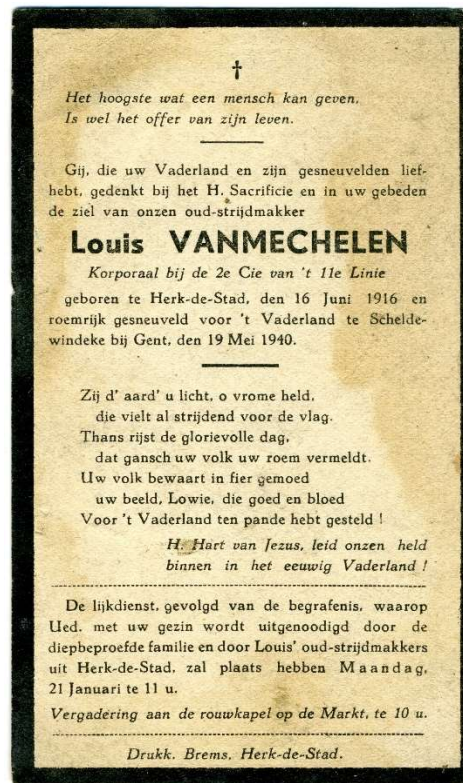 Het hoogste wat een mensch kan geven,
Is wel het offer van zijn leven.
Gij, die uw Vaderland en zijn gesneuvelden lief-
hebt, gedenkt bij het H. Sacrificie en in uw gebeden
de ziel van onzen oud-strijdmakker
Louis VANMECHELEN
Korporaal bij de 2e Cie van 't 11e Linie
geboren te Herk-de-Stad, den 16 Juni 1916 en
roemrijk gesneuveld voor 't Vaderland te Schelde-
windeke bij Gent, den 19 Mei 1940.
Zij d' aard' u licht, o vrome held,
die vielt al strijdend voor de vlag.
Thans rijst de glorievolle dag,
dat gansch uw volk uw roem vermeldt.
Uw volk bewaart in fier gemoed
uw beeld, Lowie, die goed en bloed
Voor 't Vaderland ten pande hebt gesteld !
H. Hart van Jezus, leid onzen held
binnen in het eeuwig Vaderland !
De lijkdienst, gevolgd van de begrafenis, waarop
Ued. met uw gezin wordt uitgenoodigd door de
diepbeproefde familie en door Louis' oud-strijdmakkers
uit Herk-de-Stad, zal plaats hebben Maandag,
21 Januari te 11 u.
Vergadering aan de rouwkapel op de Markt, te 10 u.
Drukk. Brems, Herk-de-Stad.